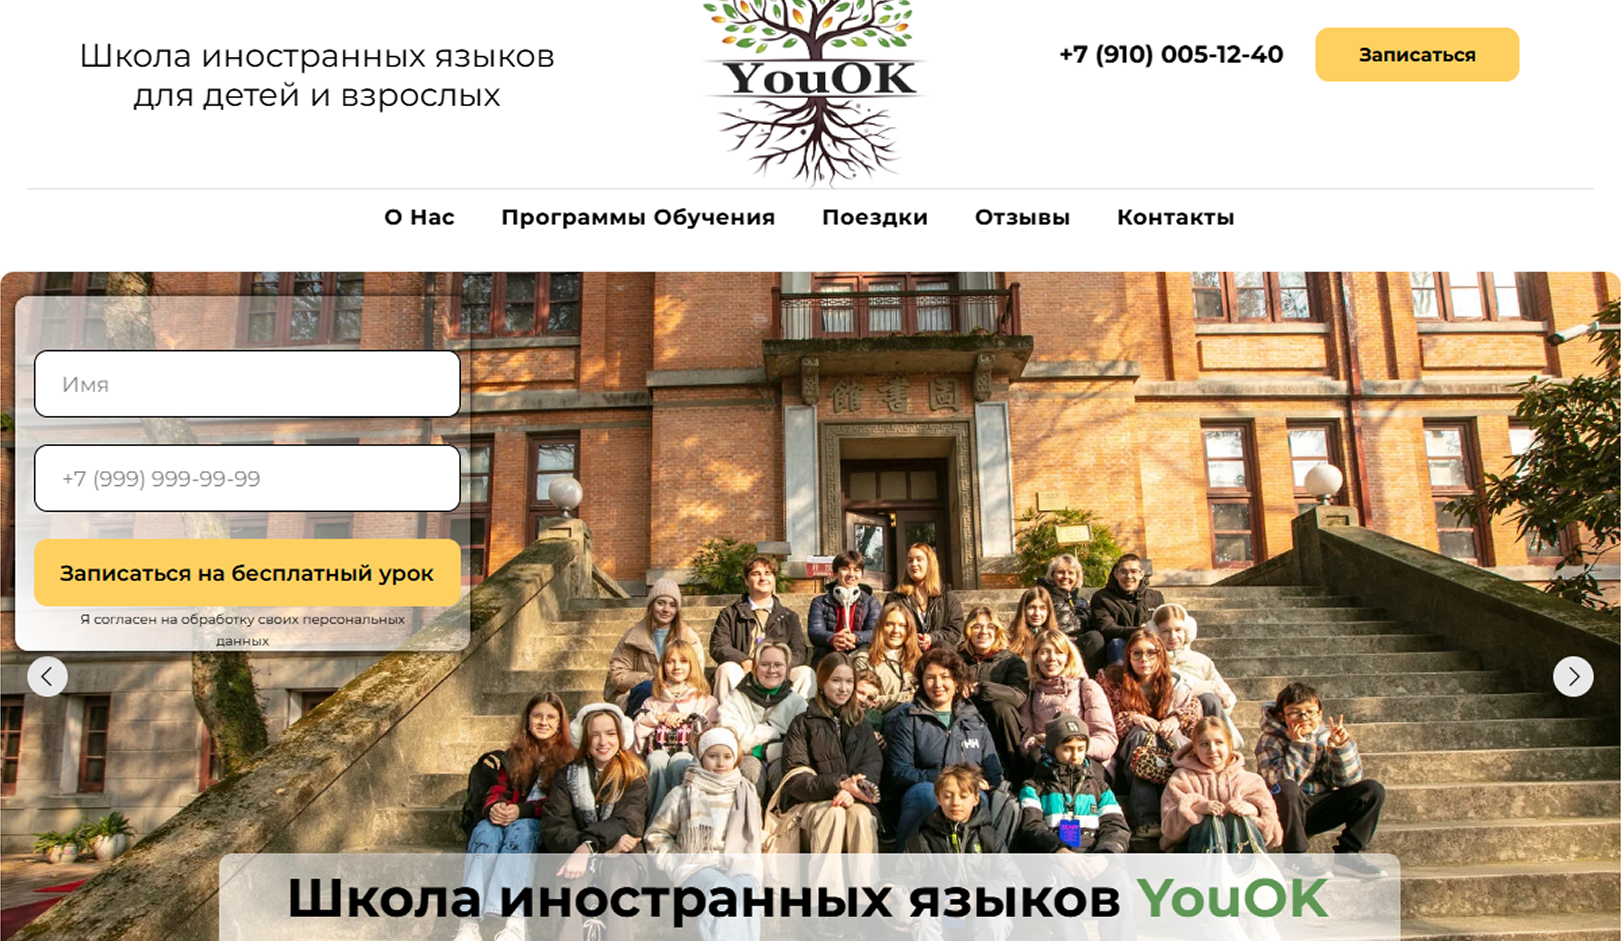 Школа иностранных языков
для детей и взрослых
YouOK
+7 (910) 005-12-40
Записаться
О Нас
Программы Обучения
Поездки
Отзывы
Контакты
館書圖
Имя
+7 (999) 999-99-99
Записаться на бесплатный урок
Я согласен на обработку своих персональных
данных
Школа иностранных языков YouOK